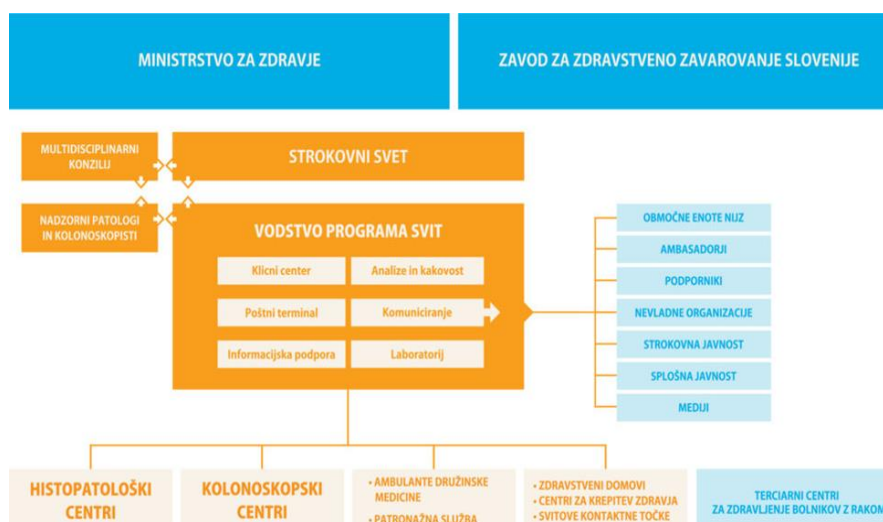 MINISTRSTVO ZA ZDRAVJE
ZAVOD ZA ZDRAVSTVENO ZAVAROVANJE SLOVENIJE
MULTIDISCIPLINARNI
KONZILIJ
STROKOVNI SVET
NADZORNI PATOLOGI
IN KOLONOSKOPISTI
VODSTVO PROGRAMA SVIT
Klicni center
Analize in kakovost
Poštni terminal
Komuniciranje
Informacijska podpora
Laboratorij
OBMOČNE ENOTE NIJZ
AMBASADORJI
PODPORNIKI
NEVLADNE ORGANIZACIJE
STROKOVNA JAVNOST
SPLOŠNA JAVNOST
MEDIJI
HISTOPATOLOŠKI
CENTRI
KOLONOSKOPSKI
CENTRI
• AMBULANTE DRUŽINSKE
MEDICINE
• PATRONAŽNA SLUŽBA
• ZDRAVSTVENI DOMOVI
• CENTRI ZA KREPITEV ZDRAVJA
• SVITOVE KONTAKTNE TOČKE
TERCIARNI CENTRI
ZA ZDRAVLJENJE BOLNIKOV Z RAKOM